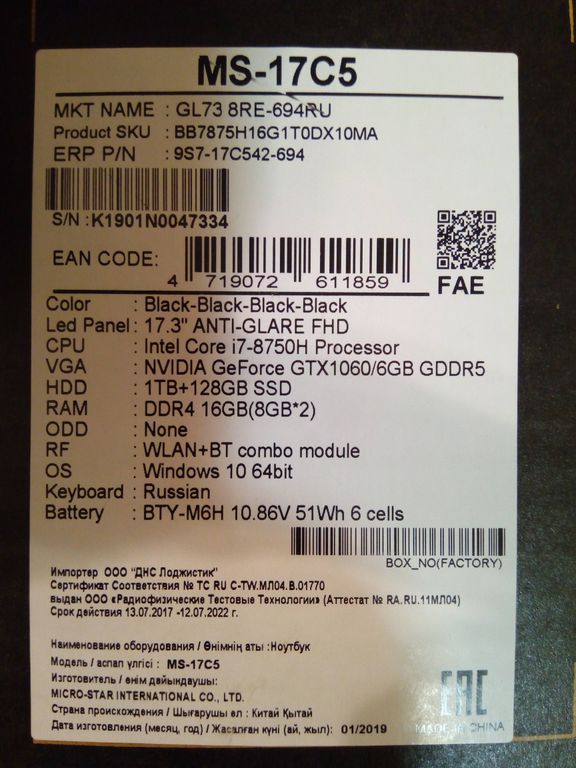 MS-17C5
MKT NAME : GL73 8RE-694RU
Product SKU : BB7875H16G1T0DX10MA
ERP P/N : 9S7-17C542-694
S/N : K1901N0047334
EAN CODE:
4 719072 611859
FAE
Color : Black-Black-Black-Black
Led Panel : 17.3" ANTI-GLARE FHD
CPU : Intel Core i7-8750H Processor
VGA : NVIDIA GeForce GTX1060/6GB GDDR5
HDD : 1TB+128GB SSD
RAM : DDR4 16GB(8GB*2)
ODD : None
RF : WLAN+BT combo module
OS : Windows 10 64bit
Keyboard : Russian
Battery : BTY-M6H 10.86V 51Wh 6 cells
BOX_NO(FACTORY)
Импортер ООО "ДНС Лоджистик"
Сертификат Соответствия № TC RU C-TW.МЛ04.В.01770
выдан ООО «Радиофизические Тестовые Технологии» (Аттестат № RA.RU.11МЛ04)
Срок действия 13.07.2017 -12.07.2022 г.
Наименование оборудования / Өнімнің аты :Ноутбук
Модель / аспап үлгісі : MS-17C5
Изготовитель / өнім дайындаушы:
MICRO-STAR INTERNATIONAL CO., LTD.
Страна происхождения / Шығарушы ел : Китай Қытай
Дата изготовления (месяц, год) / Жасалған күні (ай, жыл): 01/2019
EAC
MADE IN CHINA